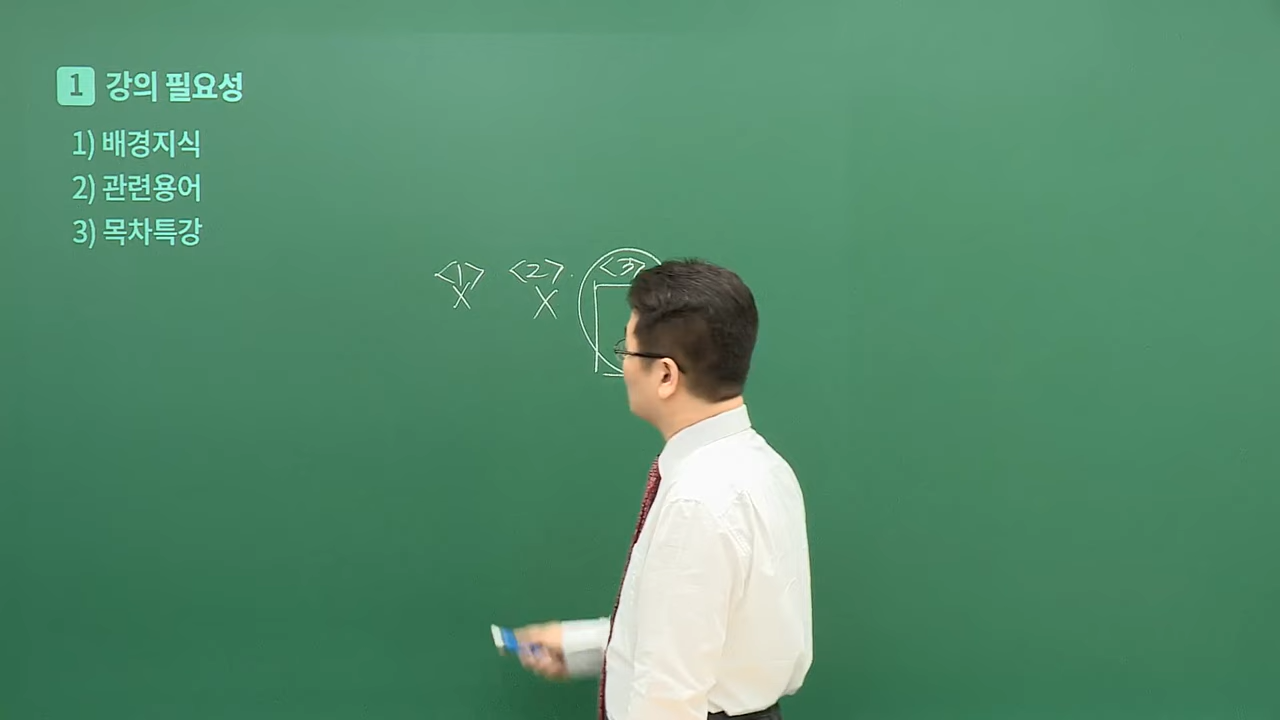 1 강의 필요성
1) 배경지식
2) 관련용어
3) 목차특강
<1> <2> <3>
X X